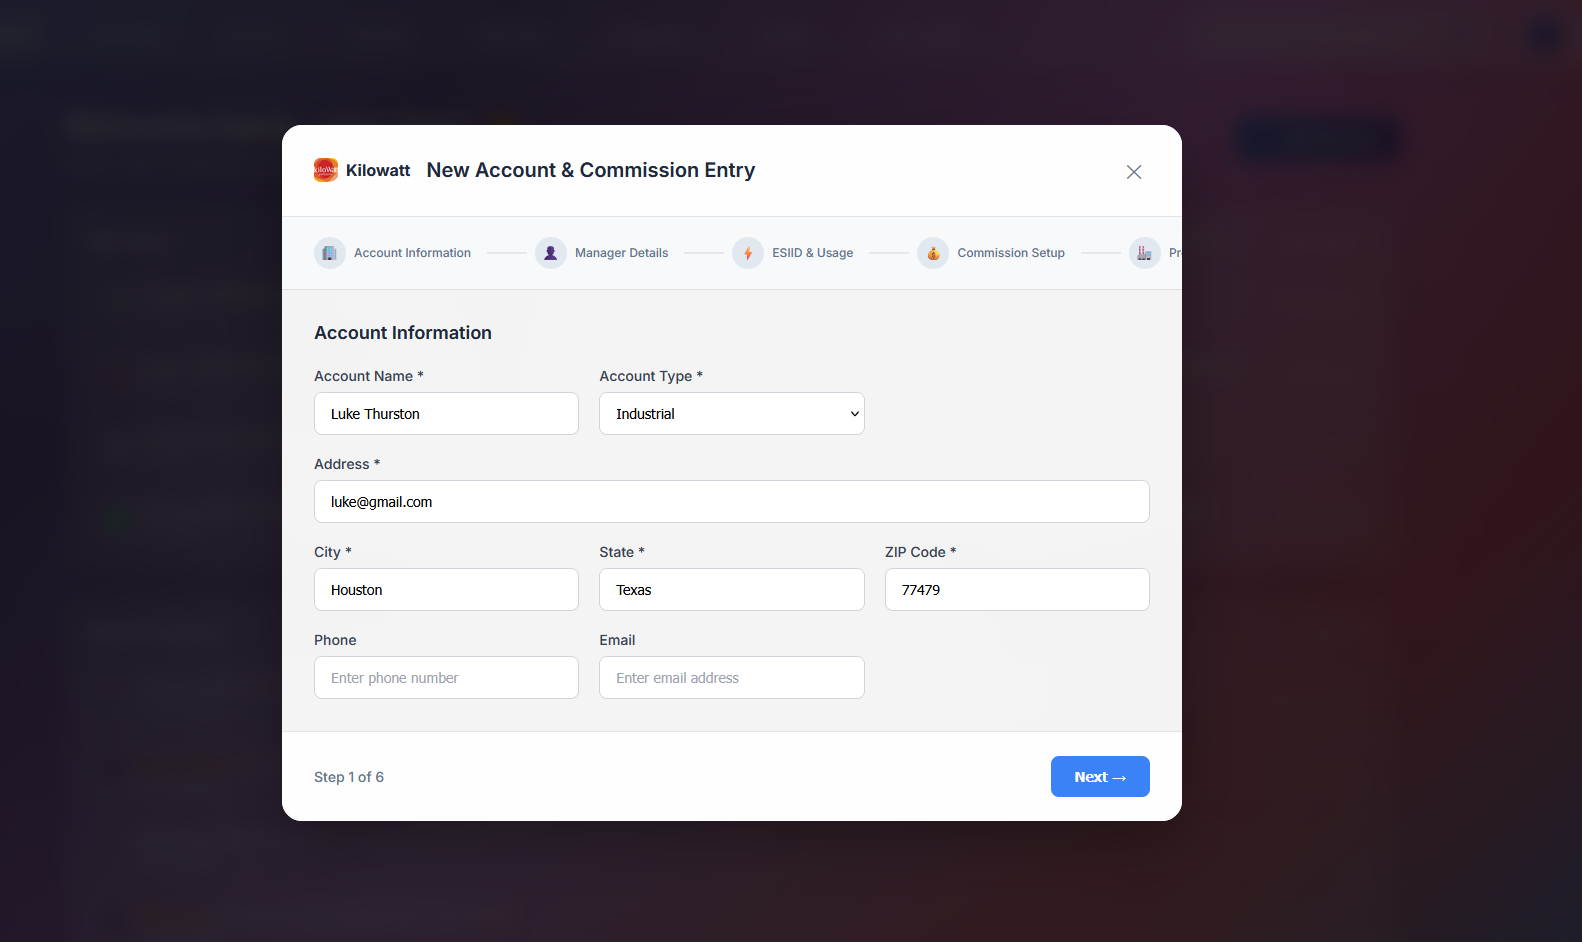 Kilowatt New Account & Commission Entry
Account Information Manager Details ESIID & Usage Commission Setup Pr
Account Information
Account Name * Account Type *
Luke Thurston Industrial
Address *
luke@gmail.com
City * State * ZIP Code *
Houston Texas 77479
Phone Email
Enter phone number Enter email address
Step 1 of 6 Next →